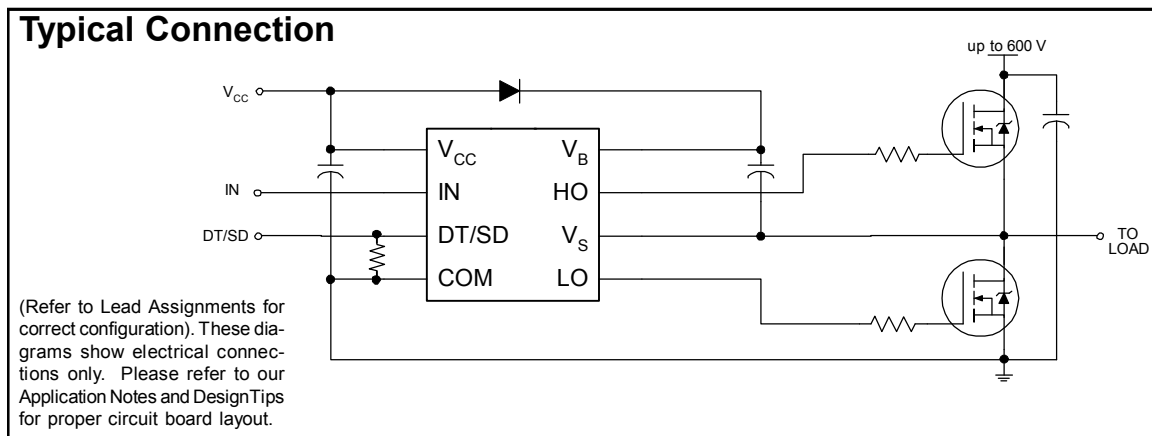 Typical Connection
up to 600 V
VCC
VCC
VB
IN
IN
HO
DT/SD
DT/SD
VS
TO
LOAD
COM
LO
(Refer to Lead Assignments for
correct configuration). These dia-
grams show electrical connec-
tions only. Please refer to our
Application Notes and DesignTips
for proper circuit board layout.